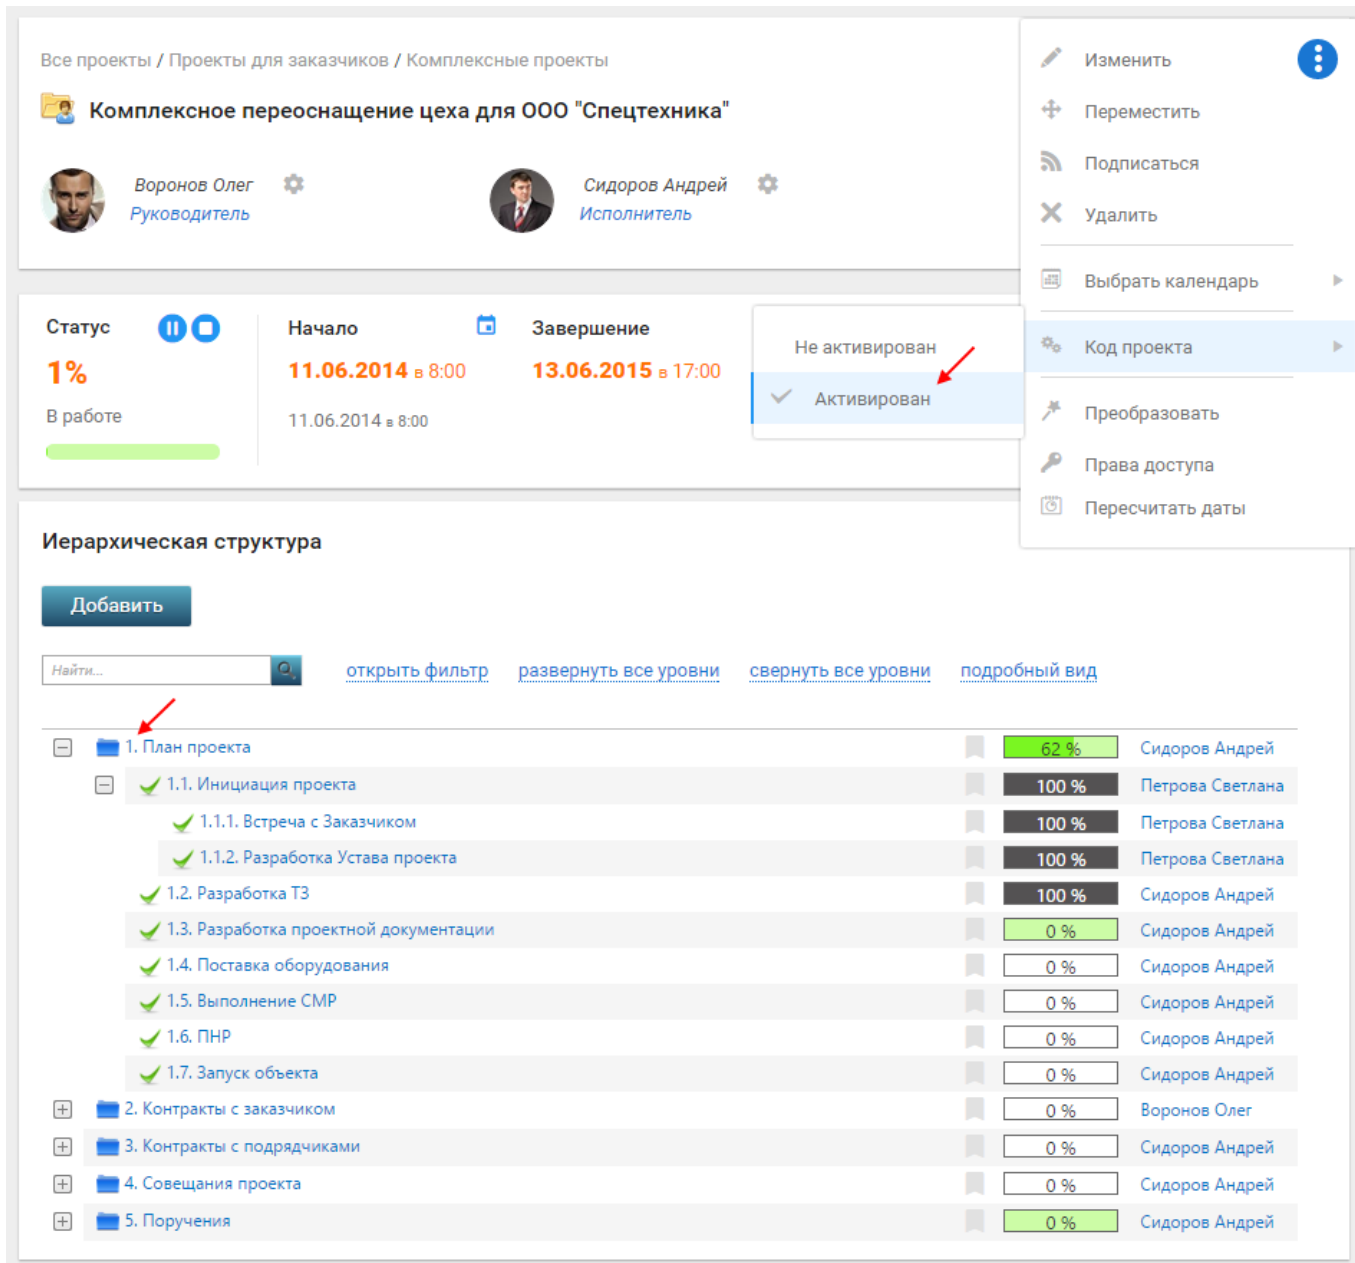 Все проекты / Проекты для заказчиков / Комплексные проекты
Комплексное переоснащение цеха для ООО "Спецтехника"
Воронов Олег
Руководитель
Сидоров Андрей
Исполнитель
Изменить
Переместить
Подписаться
Удалить
Выбрать календарь
Код проекта
Преобразовать
Права доступа
Пересчитать даты
Не активирован
Активирован
Статус
1%
В работе
Начало
11.06.2014 в 8:00
11.06.2014 в 8:00
Завершение
13.06.2015 в 17:00
Иерархическая структура
Добавить
Найти...
открыть фильтр развернуть все уровни свернуть все уровни подробный вид
1. План проекта 62 % Сидоров Андрей
1.1. Инициация проекта 100 % Петрова Светлана
1.1.1. Встреча с Заказчиком 100 % Петрова Светлана
1.1.2. Разработка Устава проекта 100 % Петрова Светлана
1.2. Разработка ТЗ 100 % Сидоров Андрей
1.3. Разработка проектной документации 0 % Сидоров Андрей
1.4. Поставка оборудования 0 % Сидоров Андрей
1.5. Выполнение СМР 0 % Сидоров Андрей
1.6. ПНР 0 % Сидоров Андрей
1.7. Запуск объекта 0 % Сидоров Андрей
2. Контракты с заказчиком 0 % Воронов Олег
3. Контракты с подрядчиками 0 % Сидоров Андрей
4. Совещания проекта 0 % Сидоров Андрей
5. Поручения 0 % Сидоров Андрей